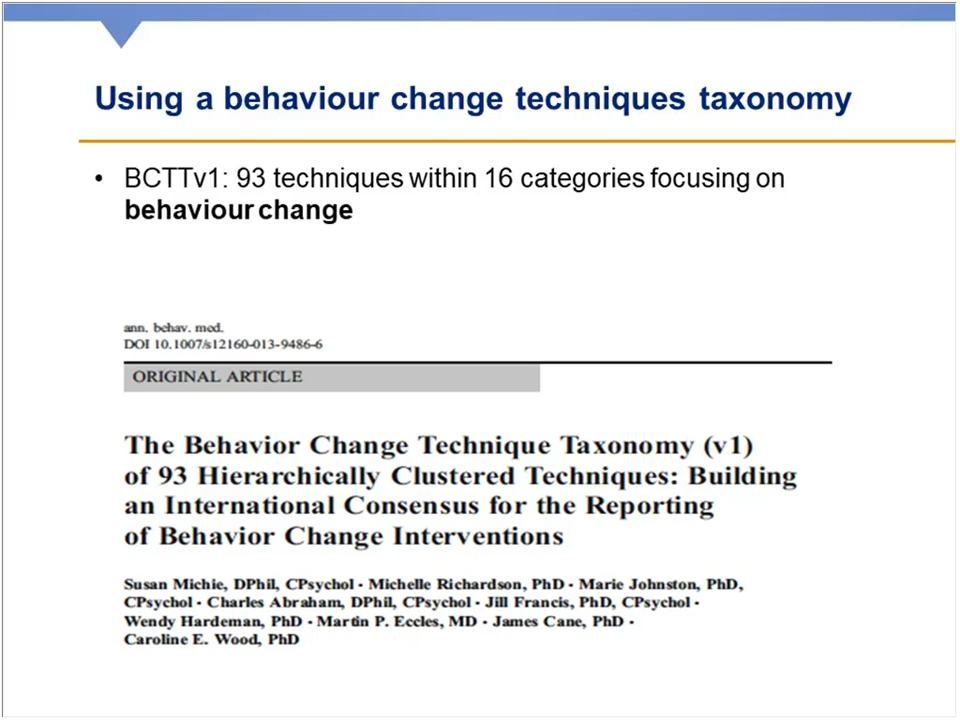 Using a behaviour change techniques taxonomy
• BCTTv1: 93 techniques within 16 categories focusing on
behaviour change
ann. behav. med.
DOI 10.1007/s12160-013-9486-6
ORIGINAL ARTICLE
The Behavior Change Technique Taxonomy (v1)
of 93 Hierarchically Clustered Techniques: Building
an International Consensus for the Reporting
of Behavior Change Interventions
Susan Michie, DPhil, CPsychol · Michelle Richardson, PhD · Marie Johnston, PhD,
CPsychol · Charles Abraham, DPhil, CPsychol · Jill Francis, PhD, CPsychol ·
Wendy Hardeman, PhD · Martin P. Eccles, MD · James Cane, PhD ·
Caroline E. Wood, PhD